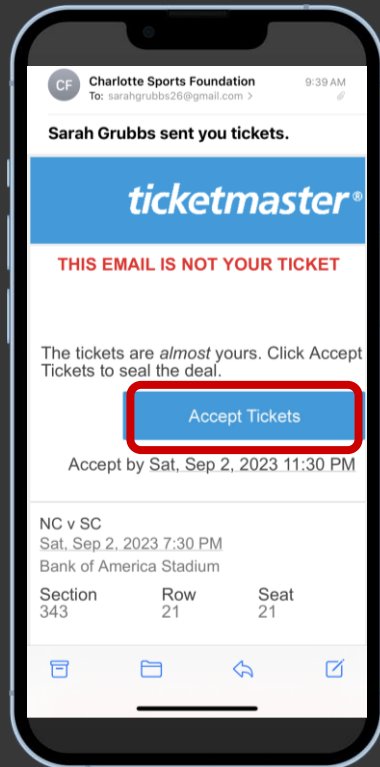 CF
Charlotte Sports Foundation 9:39 AM
To: sarahgrubbs26@gmail.com >
Sarah Grubbs sent you tickets.
ticketmaster®
THIS EMAIL IS NOT YOUR TICKET
The tickets are almost yours. Click Accept
Tickets to seal the deal.
Accept Tickets
Accept by Sat, Sep 2, 2023 11:30 PM
NC v SC
Sat, Sep 2, 2023 7:30 PM
Bank of America Stadium
Section Row Seat
343 21 21